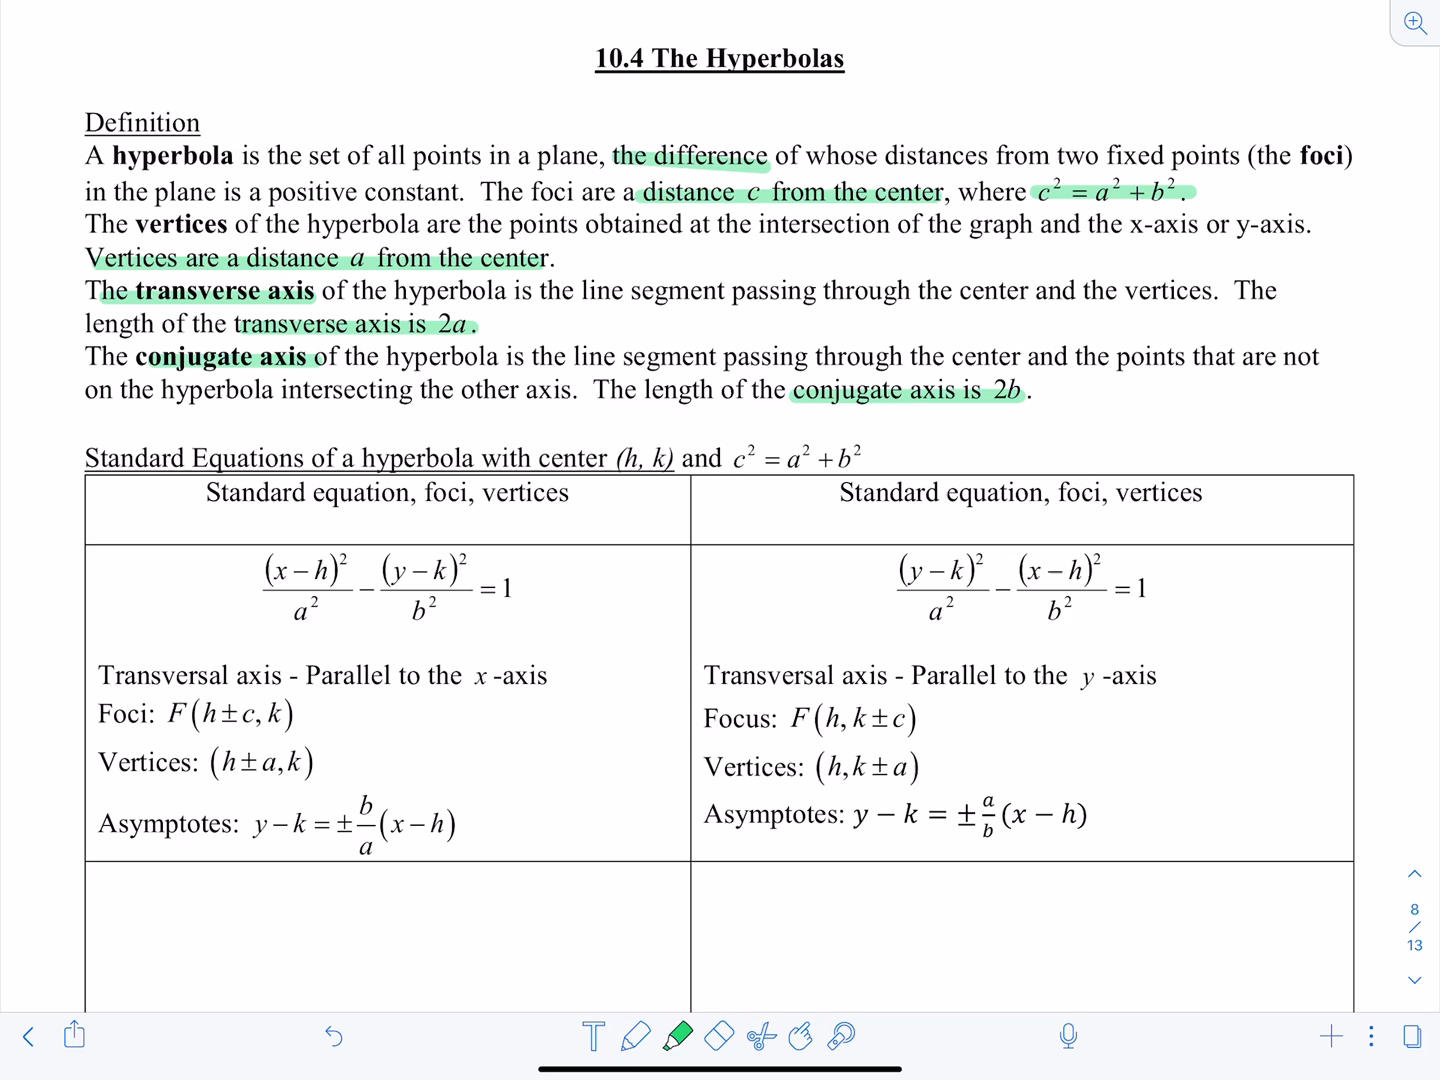 10.4 The Hyperbolas
Definition
A hyperbola is the set of all points in a plane, the difference of whose distances from two fixed points (the foci)
in the plane is a positive constant. The foci are a distance c from the center, where c² = a² + b².
The vertices of the hyperbola are the points obtained at the intersection of the graph and the x-axis or y-axis.
Vertices are a distance a from the center.
The transverse axis of the hyperbola is the line segment passing through the center and the vertices. The
length of the transverse axis is 2a.
The conjugate axis of the hyperbola is the line segment passing through the center and the points that are not
on the hyperbola intersecting the other axis. The length of the conjugate axis is 2b.
Standard Equations of a hyperbola with center (h, k) and c² = a² + b²
Standard equation, foci, vertices
Standard equation, foci, vertices
(x − h)²/a² − (y − k)²/b² = 1
Transversal axis - Parallel to the x -axis
Foci: F(h ± c, k)
Vertices: (h ± a, k)
Asymptotes: y − k = ± b/a (x − h)
(y − k)²/a² − (x − h)²/b² = 1
Transversal axis - Parallel to the y -axis
Focus: F(h, k ± c)
Vertices: (h, k ± a)
Asymptotes: y − k = ± a/b (x − h)
8
/
13
T